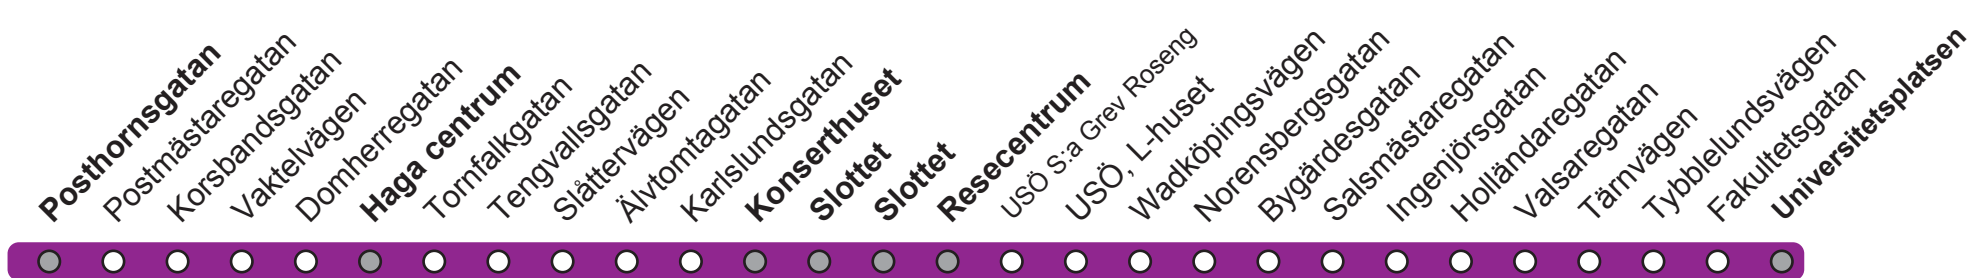 Posthornsgatan
Postmästaregatan
Korsbandsgatan
Vaktelvägen
Domherregatan
Haga centrum
Tornfalkgatan
Tengvallsgatan
Slåttervägen
Älvtomtagatan
Karlslundsgatan
Konserthuset
Slottet
Slottet
Resecentrum
USÖ S:a Grev Roseng
USÖ, L-huset
Wadköpingsvägen
Norensbergsgatan
Bygärdesgatan
Salsmästaregatan
Ingenjörsgatan
Holländaregatan
Valsaregatan
Tärnvägen
Tybblelundsvägen
Fakultetsgatan
Universitetsplatsen